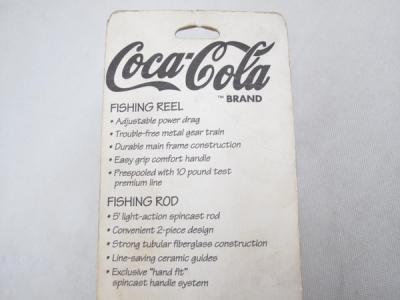 Coca-Cola
™ BRAND
FISHING REEL
• Adjustable power drag
• Trouble-free metal gear train
• Durable main frame construction
• Easy grip comfort handle
• Prespooled with 10 pound test
premium line
FISHING ROD
• 5' light-action spincast rod
• Convenient 2-piece design
• Strong tubular fiberglass construction
• Line-saving ceramic guides
• Exclusive "hand fit"
spincast handle system